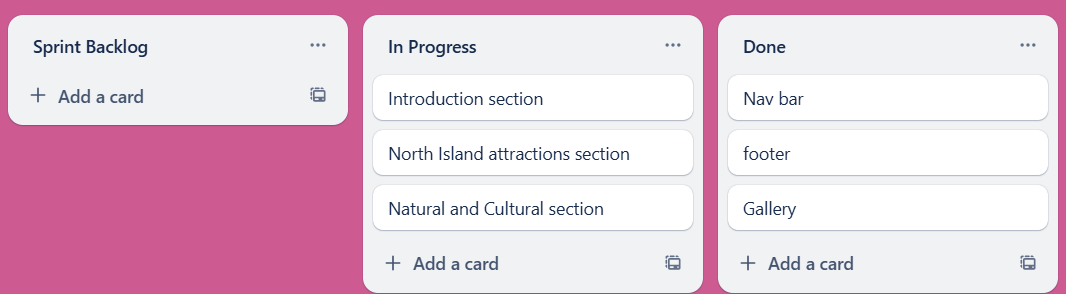 Sprint Backlog
Add a card
In Progress
Introduction section
North Island attractions section
Natural and Cultural section
Add a card
Done
Nav bar
footer
Gallery
Add a card